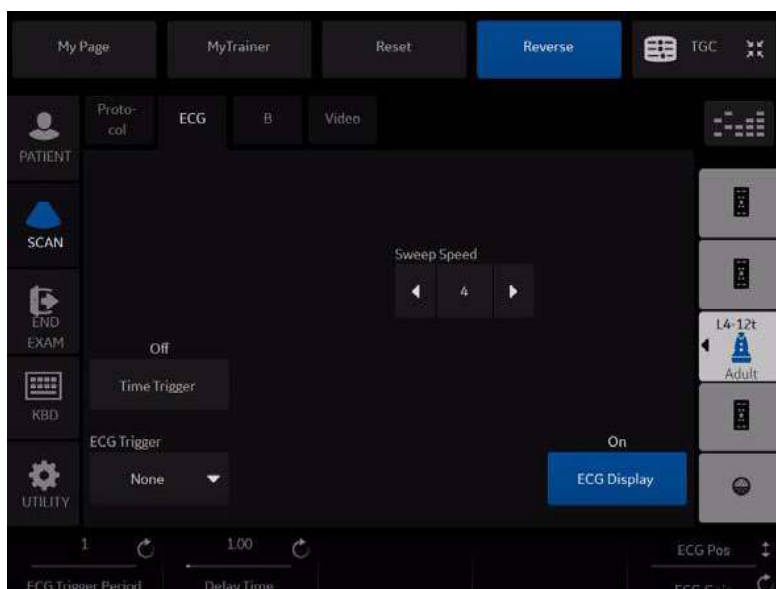 My Page
MyTrainer
Reset
Reverse
TGC
PATIENT
Proto-
col
ECG
B
Video
SCAN
Sweep Speed
4
END
EXAM
Off
Time Trigger
L4-12t
Adult
KBD
ECG Trigger
None
On
ECG Display
UTILITY
1
1.00
ECG Pos
ECG Trigger Period
Delay Time
ECG Gain